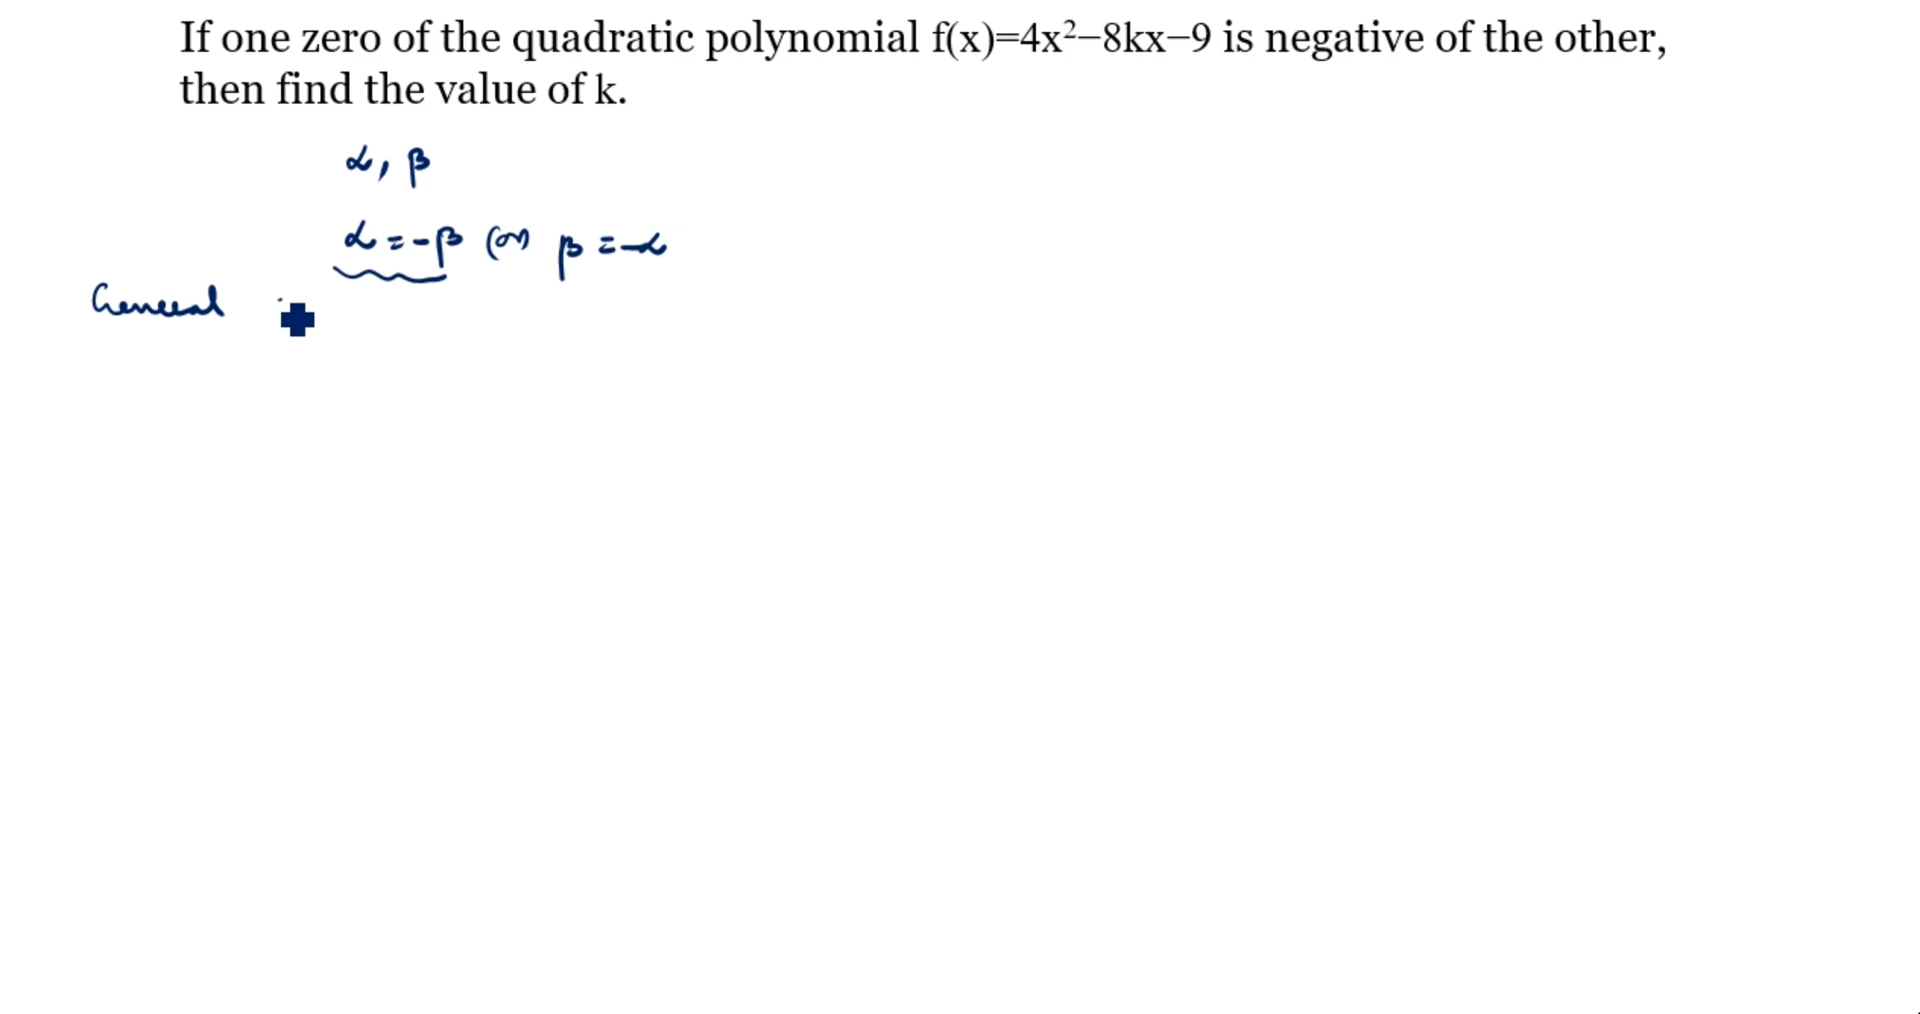 If one zero of the quadratic polynomial f(x)=4x²−8kx−9 is negative of the other,
then find the value of k.
α, β
α = -β (or) β = -α
General